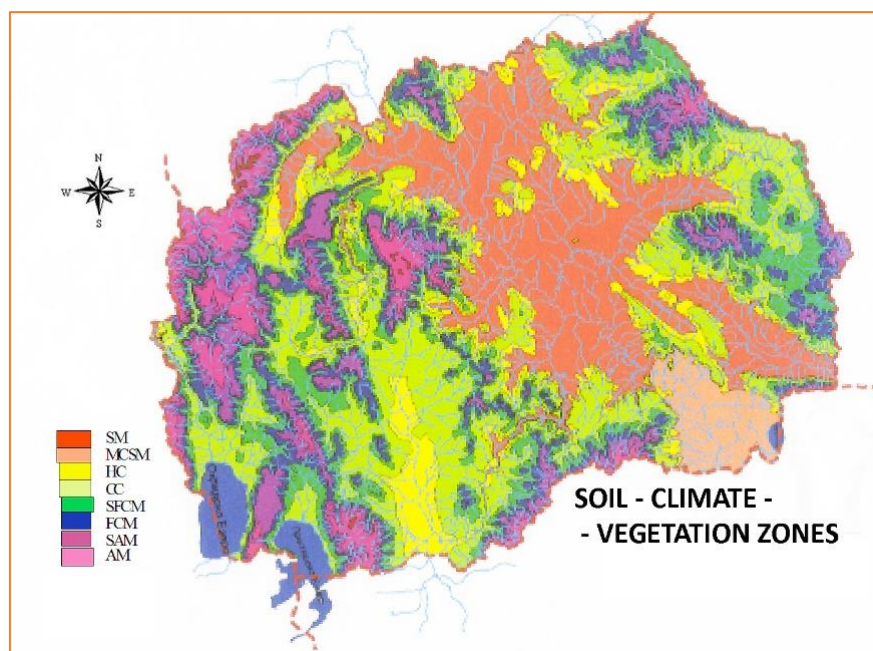 N
W
E
S
SM
MCSM
HC
CC
SFCM
FCM
SAM
AM
SOIL - CLIMATE -
- VEGETATION ZONES